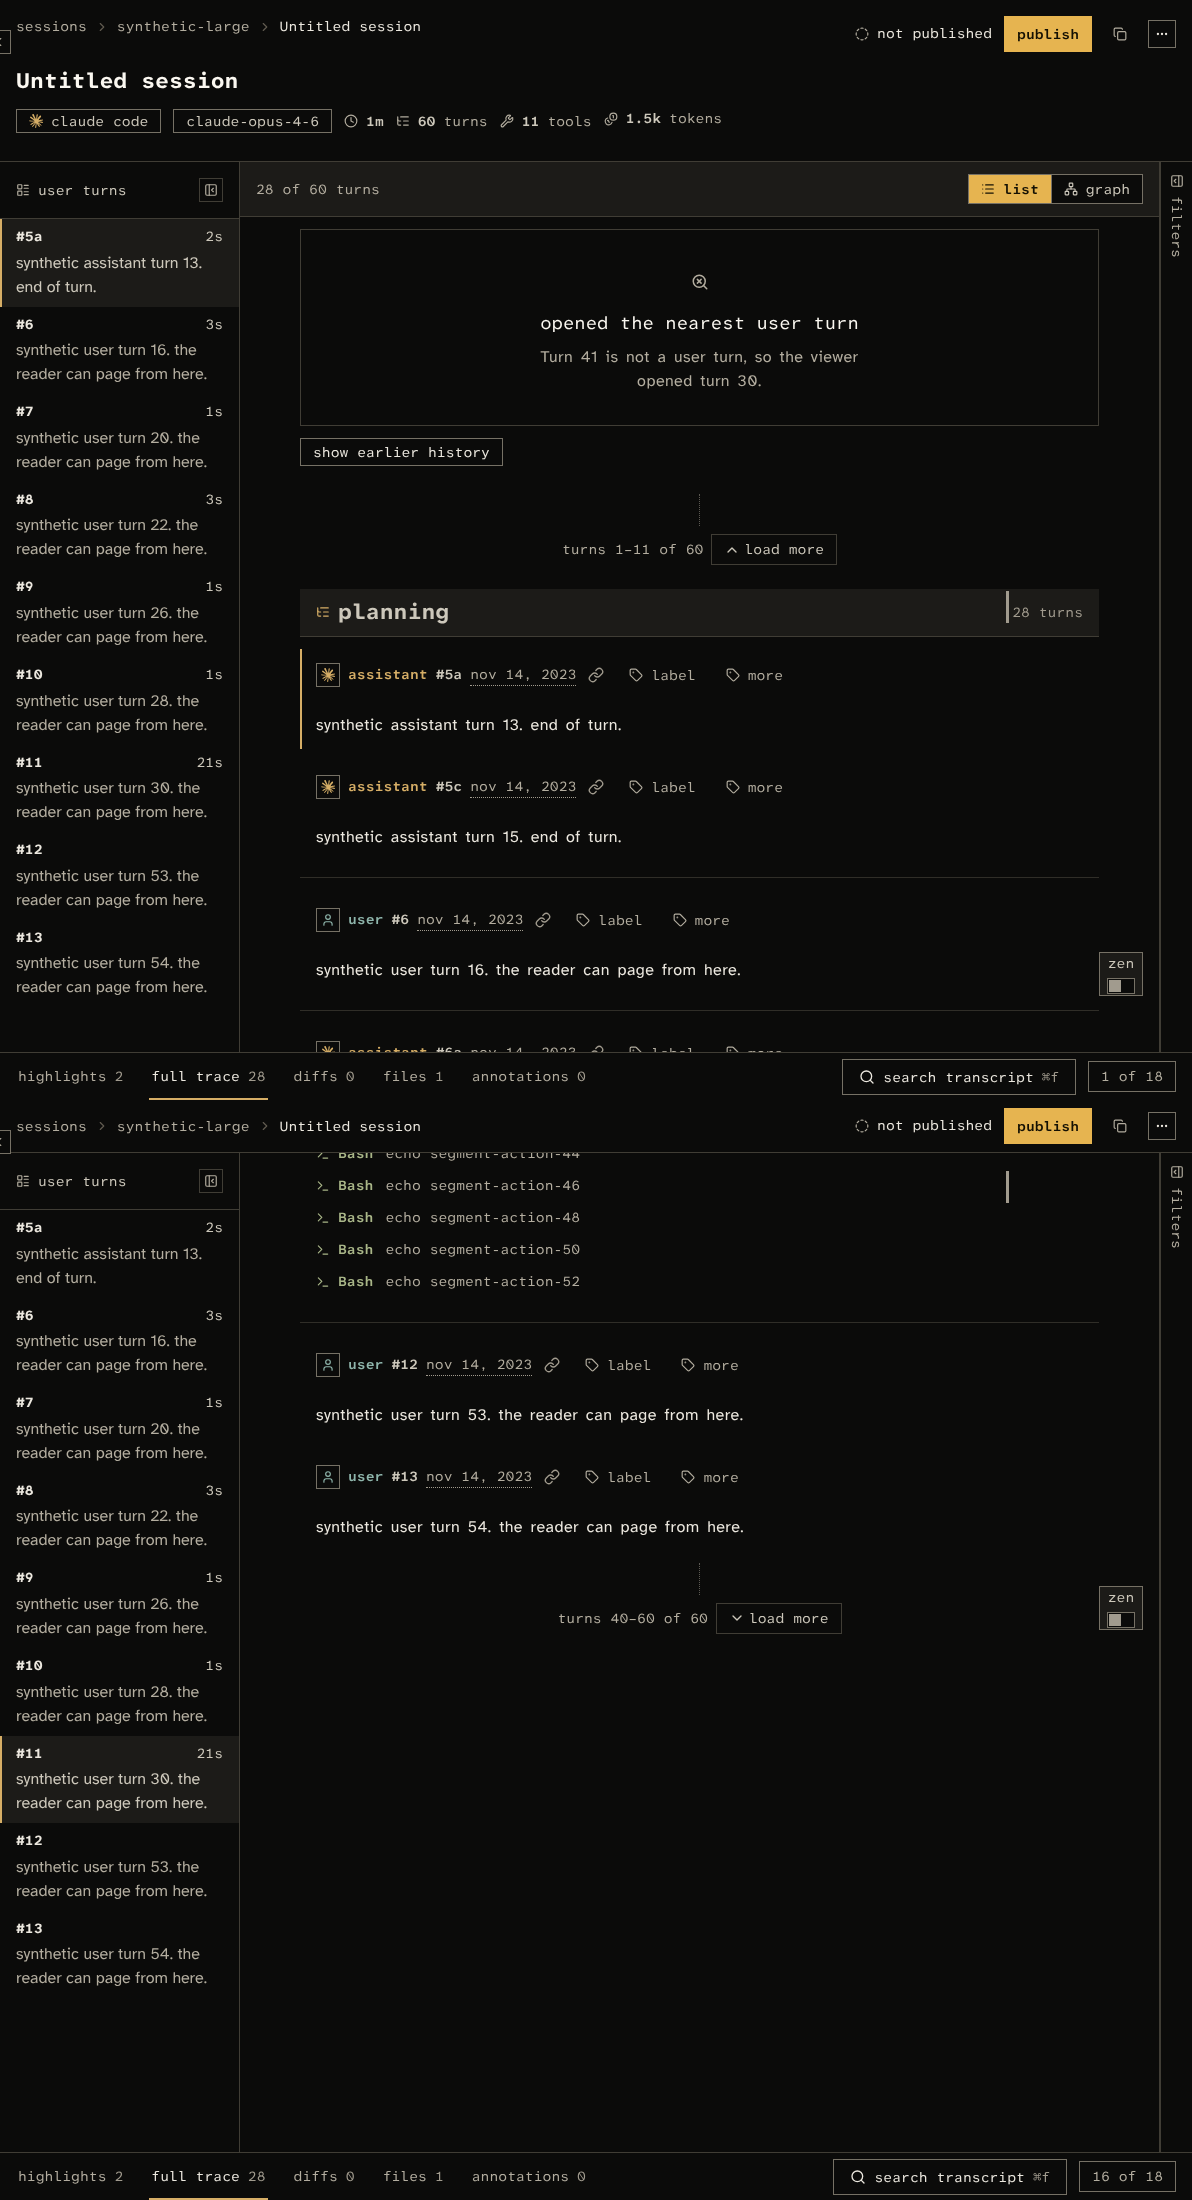 sessions > synthetic-large > Untitled session
not published publish
Untitled session
claude code claude-opus-4-6 1m 60 turns 11 tools 1.5k tokens
user turns
#5a 2s
synthetic assistant turn 13.
end of turn.
#6 3s
synthetic user turn 16. the
reader can page from here.
#7 1s
synthetic user turn 20. the
reader can page from here.
#8 3s
synthetic user turn 22. the
reader can page from here.
#9 1s
synthetic user turn 26. the
reader can page from here.
#10 1s
synthetic user turn 28. the
reader can page from here.
#11 21s
synthetic user turn 30. the
reader can page from here.
#12
synthetic user turn 53. the
reader can page from here.
#13
synthetic user turn 54. the
reader can page from here.
28 of 60 turns
list graph
filters
opened the nearest user turn
Turn 41 is not a user turn, so the viewer
opened turn 30.
show earlier history
turns 1–11 of 60 load more
planning 28 turns
assistant #5a nov 14, 2023 label more
synthetic assistant turn 13. end of turn.
assistant #5c nov 14, 2023 label more
synthetic assistant turn 15. end of turn.
user #6 nov 14, 2023 label more
synthetic user turn 16. the reader can page from here.
assistant #6a nov 14, 2023 label more
zen
highlights 2 full trace 28 diffs 0 files 1 annotations 0
search transcript ⌘f 1 of 18
sessions > synthetic-large > Untitled session
not published publish
user turns
#5a 2s
synthetic assistant turn 13.
end of turn.
#6 3s
synthetic user turn 16. the
reader can page from here.
#7 1s
synthetic user turn 20. the
reader can page from here.
#8 3s
synthetic user turn 22. the
reader can page from here.
#9 1s
synthetic user turn 26. the
reader can page from here.
#10 1s
synthetic user turn 28. the
reader can page from here.
#11 21s
synthetic user turn 30. the
reader can page from here.
#12
synthetic user turn 53. the
reader can page from here.
#13
synthetic user turn 54. the
reader can page from here.
filters
Bash echo segment-action-44
Bash echo segment-action-46
Bash echo segment-action-48
Bash echo segment-action-50
Bash echo segment-action-52
user #12 nov 14, 2023 label more
synthetic user turn 53. the reader can page from here.
user #13 nov 14, 2023 label more
synthetic user turn 54. the reader can page from here.
turns 40–60 of 60 load more
zen
highlights 2 full trace 28 diffs 0 files 1 annotations 0
search transcript ⌘f 16 of 18